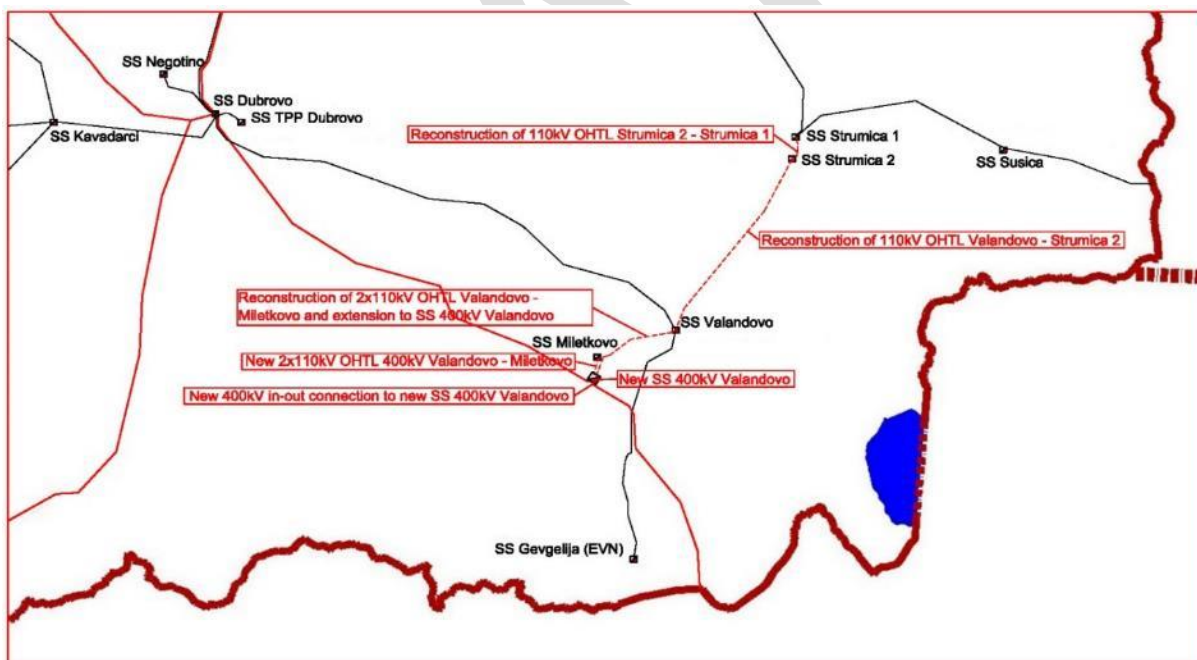 SS Negotino
SS Dubrovo
SS TPP Dubrovo
SS Kavadarci
Reconstruction of 110kV OHTL Strumica 2 - Strumica 1
SS Strumica 1
SS Strumica 2
SS Susica
Reconstruction of 110kV OHTL Valandovo - Strumica 2
Reconstruction of 2x110kV OHTL Valandovo -
Miletkovo and extension to SS 400kV Valandovo
SS Valandovo
SS Miletkovo
New 2x110kV OHTL 400kV Valandovo - Miletkovo
New SS 400kV Valandovo
New 400kV in-out connection to new SS 400kV Valandovo
SS Gevgelija (EVN)